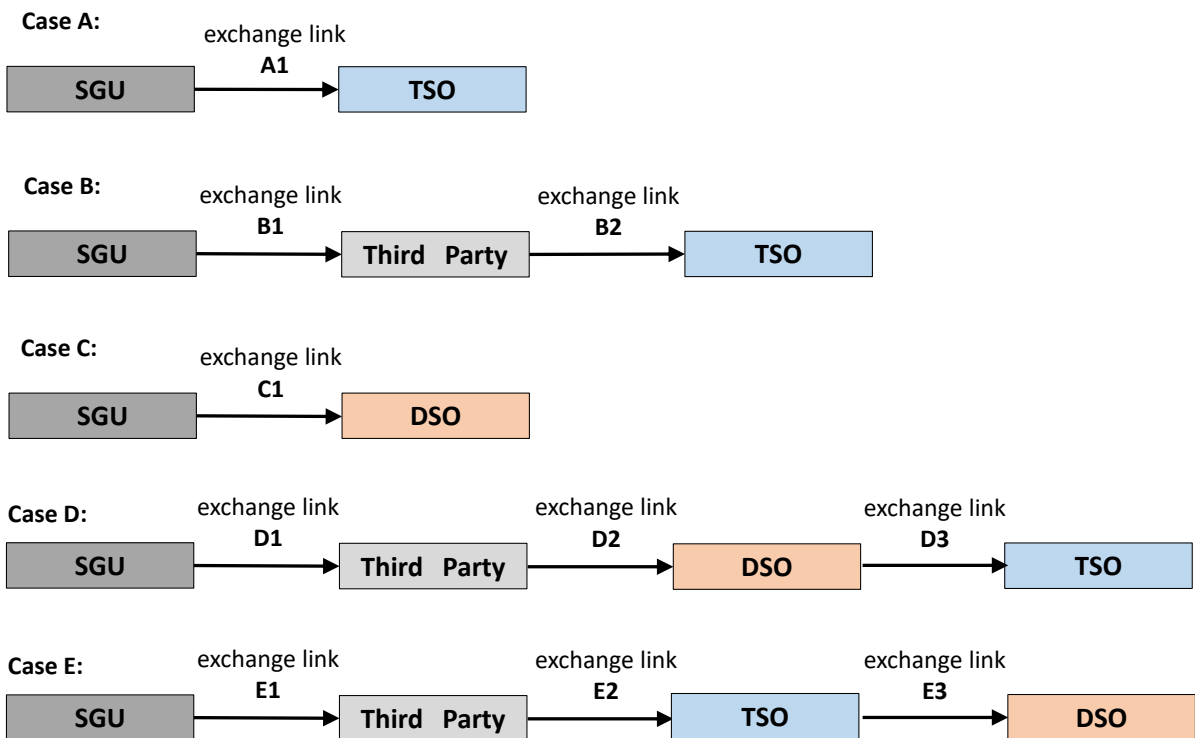 Case A:
exchange link
A1
SGU TSO
Case B:
exchange link exchange link
B1 B2
SGU Third Party TSO
Case C:
exchange link
C1
SGU DSO
Case D:
exchange link exchange link exchange link
D1 D2 D3
SGU Third Party DSO TSO
Case E:
exchange link exchange link exchange link
E1 E2 E3
SGU Third Party TSO DSO